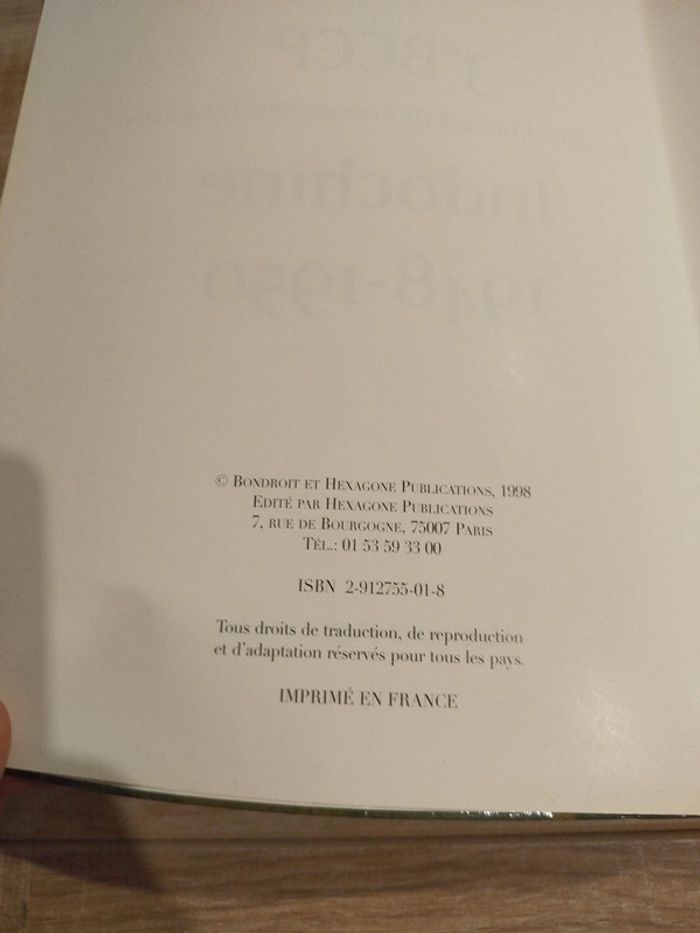 © BONDROIT ET HEXAGONE PUBLICATIONS, 1998
EDITÉ PAR HEXAGONE PUBLICATIONS
7, RUE DE BOURGOGNE, 75007 PARIS
TÉL.: 01 53 59 33 00
ISBN 2-912755-01-8
Tous droits de traduction, de reproduction
et d'adaptation réservés pour tous les pays.
IMPRIMÉ EN FRANCE